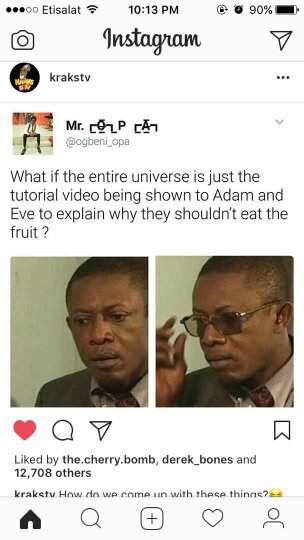 Etisalat 10:13 PM 90%
Instagram
krakstv
Mr.
@ogbeni_opa
What if the entire universe is just the
tutorial video being shown to Adam and
Eve to explain why they shouldn't eat the
fruit ?
Liked by the.cherry.bomb, derek_bones and
12,708 others
krakstv How do we come up with these things?😂